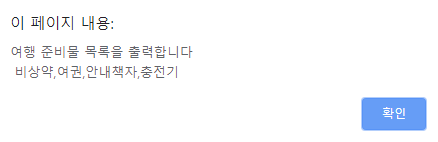 이 페이지 내용:
여행 준비물 목록을 출력합니다
비상약,여권,안내책자,충전기
확인